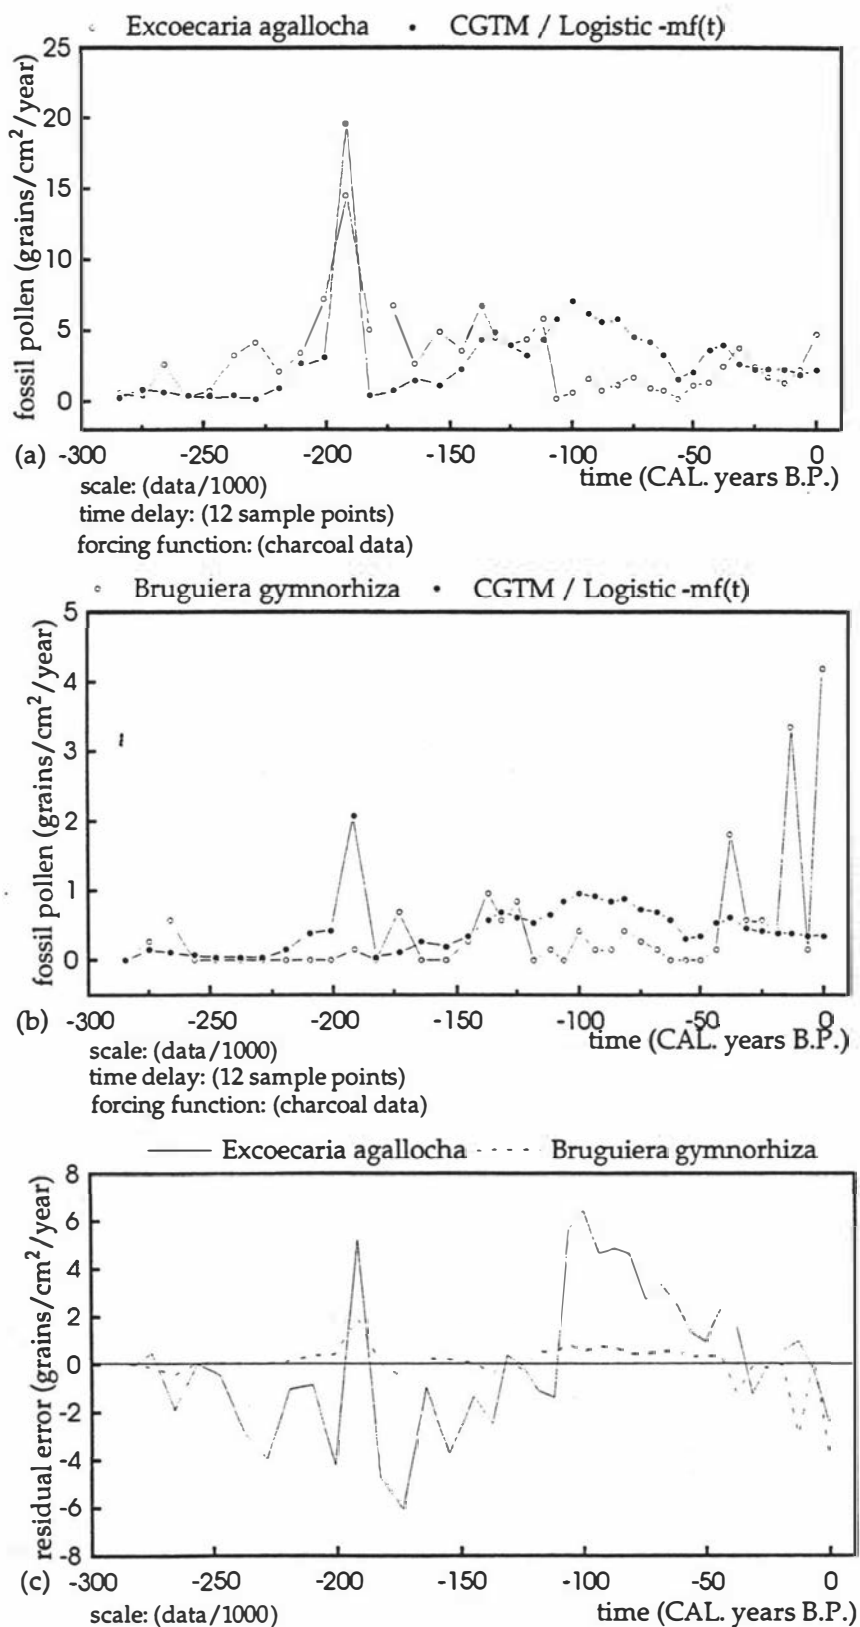 Excoecaria agallocha CGTM / Logistic -mf(t)
25
20
15
10
5
0
fossil pollen (grains/cm²/year)
(a) -300 -250 -200 -150 -100 -50 0
time (CAL. years B.P.)
scale: (data/1000)
time delay: (12 sample points)
forcing function: (charcoal data)
Bruguiera gymnorhiza CGTM / Logistic -mf(t)
5
4
3
2
1
0
fossil pollen (grains/cm²/year)
(b) -300 -250 -200 -150 -100 -50 0
time (CAL. years B.P.)
scale: (data/1000)
time delay: (12 sample points)
forcing function: (charcoal data)
Excoecaria agallocha Bruguiera gymnorhiza
8
6
4
2
0
-2
-4
-6
-8
residual error (grains/cm²/year)
(c) -300 -250 -200 -150 -100 -50 0
time (CAL. years B.P.)
scale: (data/1000)